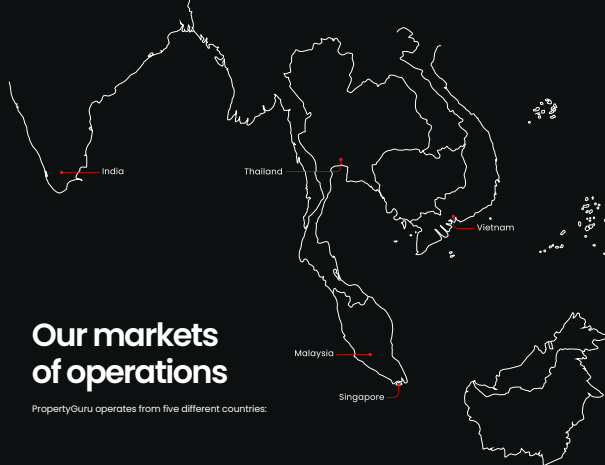 India
Thailand
Vietnam
Malaysia
Singapore
Our markets
of operations
PropertyGuru operates from five different countries: